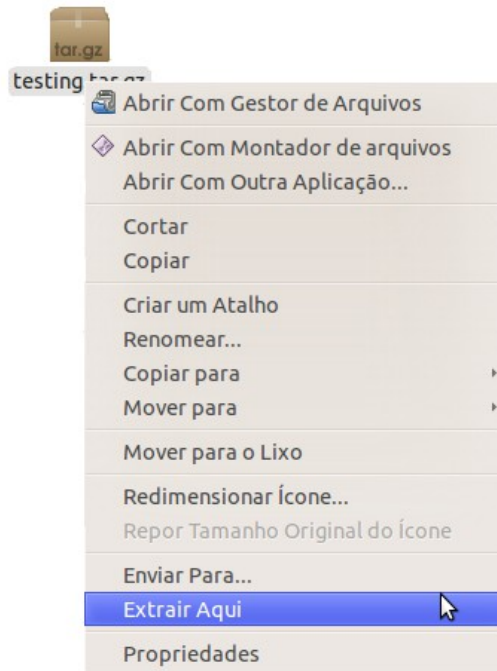 tar.gz
testing.tar.gz
Abrir Com Gestor de Arquivos
Abrir Com Montador de arquivos
Abrir Com Outra Aplicação...
Cortar
Copiar
Criar um Atalho
Renomear...
Copiar para
Mover para
Mover para o Lixo
Redimensionar Ícone...
Repor Tamanho Original do Ícone
Enviar Para...
Extrair Aqui
Propriedades